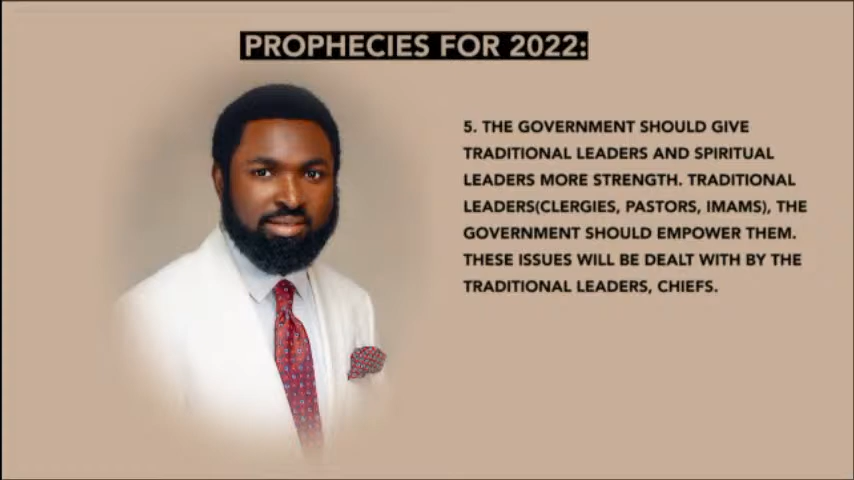 PROPHECIES FOR 2022:
5. THE GOVERNMENT SHOULD GIVE
TRADITIONAL LEADERS AND SPIRITUAL
LEADERS MORE STRENGTH. TRADITIONAL
LEADERS(CLERGIES, PASTORS, IMAMS), THE
GOVERNMENT SHOULD EMPOWER THEM.
THESE ISSUES WILL BE DEALT WITH BY THE
TRADITIONAL LEADERS, CHIEFS.